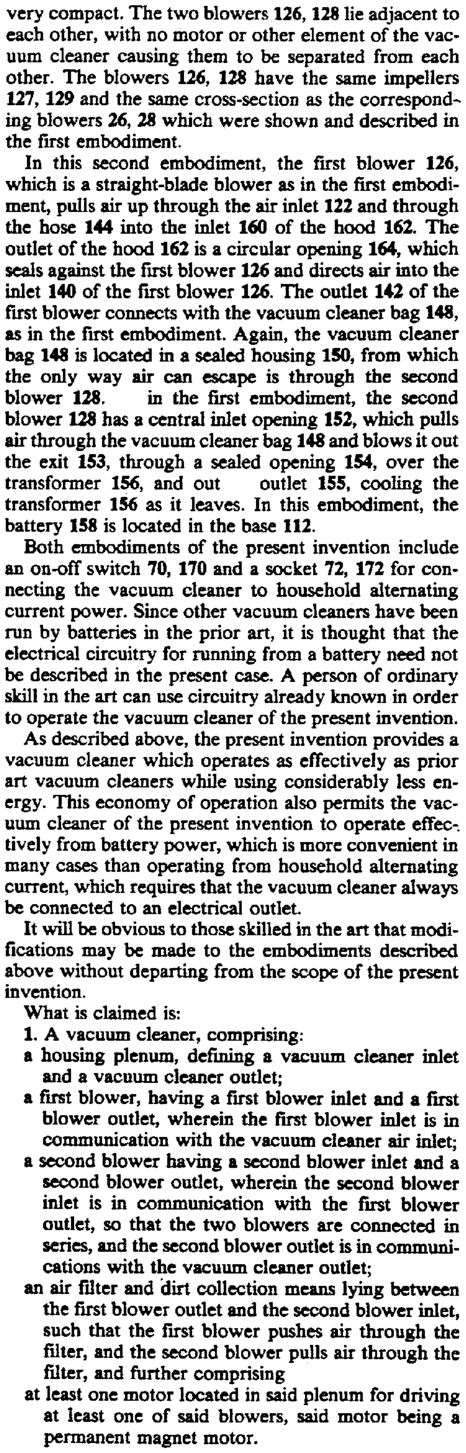 very compact. The two blowers 126, 128 lie adjacent to
each other, with no motor or other element of the vac-
uum cleaner causing them to be separated from each
other. The blowers 126, 128 have the same impellers
127, 129 and the same cross-section as the correspond-
ing blowers 26, 28 which were shown and described in
the first embodiment.
In this second embodiment, the first blower 126,
which is a straight-blade blower as in the first embodi-
ment, pulls air up through the air inlet 122 and through
the hose 144 into the inlet 160 of the hood 162. The
outlet of the hood 162 is a circular opening 164, which
seals against the first blower 126 and directs air into the
inlet 140 of the first blower 126. The outlet 142 of the
first blower connects with the vacuum cleaner bag 148,
as in the first embodiment. Again, the vacuum cleaner
bag 148 is located in a sealed housing 150, from which
the only way air can escape is through the second
blower 128. in the first embodiment, the second
blower 128 has a central inlet opening 152, which pulls
air through the vacuum cleaner bag 148 and blows it out
the exit 153, through a sealed opening 154, over the
transformer 156, and out outlet 155, cooling the
transformer 156 as it leaves. In this embodiment, the
battery 158 is located in the base 112.
Both embodiments of the present invention include
an on-off switch 70, 170 and a socket 72, 172 for con-
necting the vacuum cleaner to household alternating
current power. Since other vacuum cleaners have been
run by batteries in the prior art, it is thought that the
electrical circuitry for running from a battery need not
be described in the present case. A person of ordinary
skill in the art can use circuitry already known in order
to operate the vacuum cleaner of the present invention.
As described above, the present invention provides a
vacuum cleaner which operates as effectively as prior
art vacuum cleaners while using considerably less en-
ergy. This economy of operation also permits the vac-
uum cleaner of the present invention to operate effec-
tively from battery power, which is more convenient in
many cases than operating from household alternating
current, which requires that the vacuum cleaner always
be connected to an electrical outlet.
It will be obvious to those skilled in the art that modi-
fications may be made to the embodiments described
above without departing from the scope of the present
invention.
What is claimed is:
1. A vacuum cleaner, comprising:
a housing plenum, defining a vacuum cleaner inlet
and a vacuum cleaner outlet;
a first blower, having a first blower inlet and a first
blower outlet, wherein the first blower inlet is in
communication with the vacuum cleaner air inlet;
a second blower having a second blower inlet and a
second blower outlet, wherein the second blower
inlet is in communication with the first blower
outlet, so that the two blowers are connected in
series, and the second blower outlet is in communi-
cations with the vacuum cleaner outlet;
an air filter and dirt collection means lying between
the first blower outlet and the second blower inlet,
such that the first blower pushes air through the
filter, and the second blower pulls air through the
filter, and further comprising
at least one motor located in said plenum for driving
at least one of said blowers, said motor being a
permanent magnet motor.